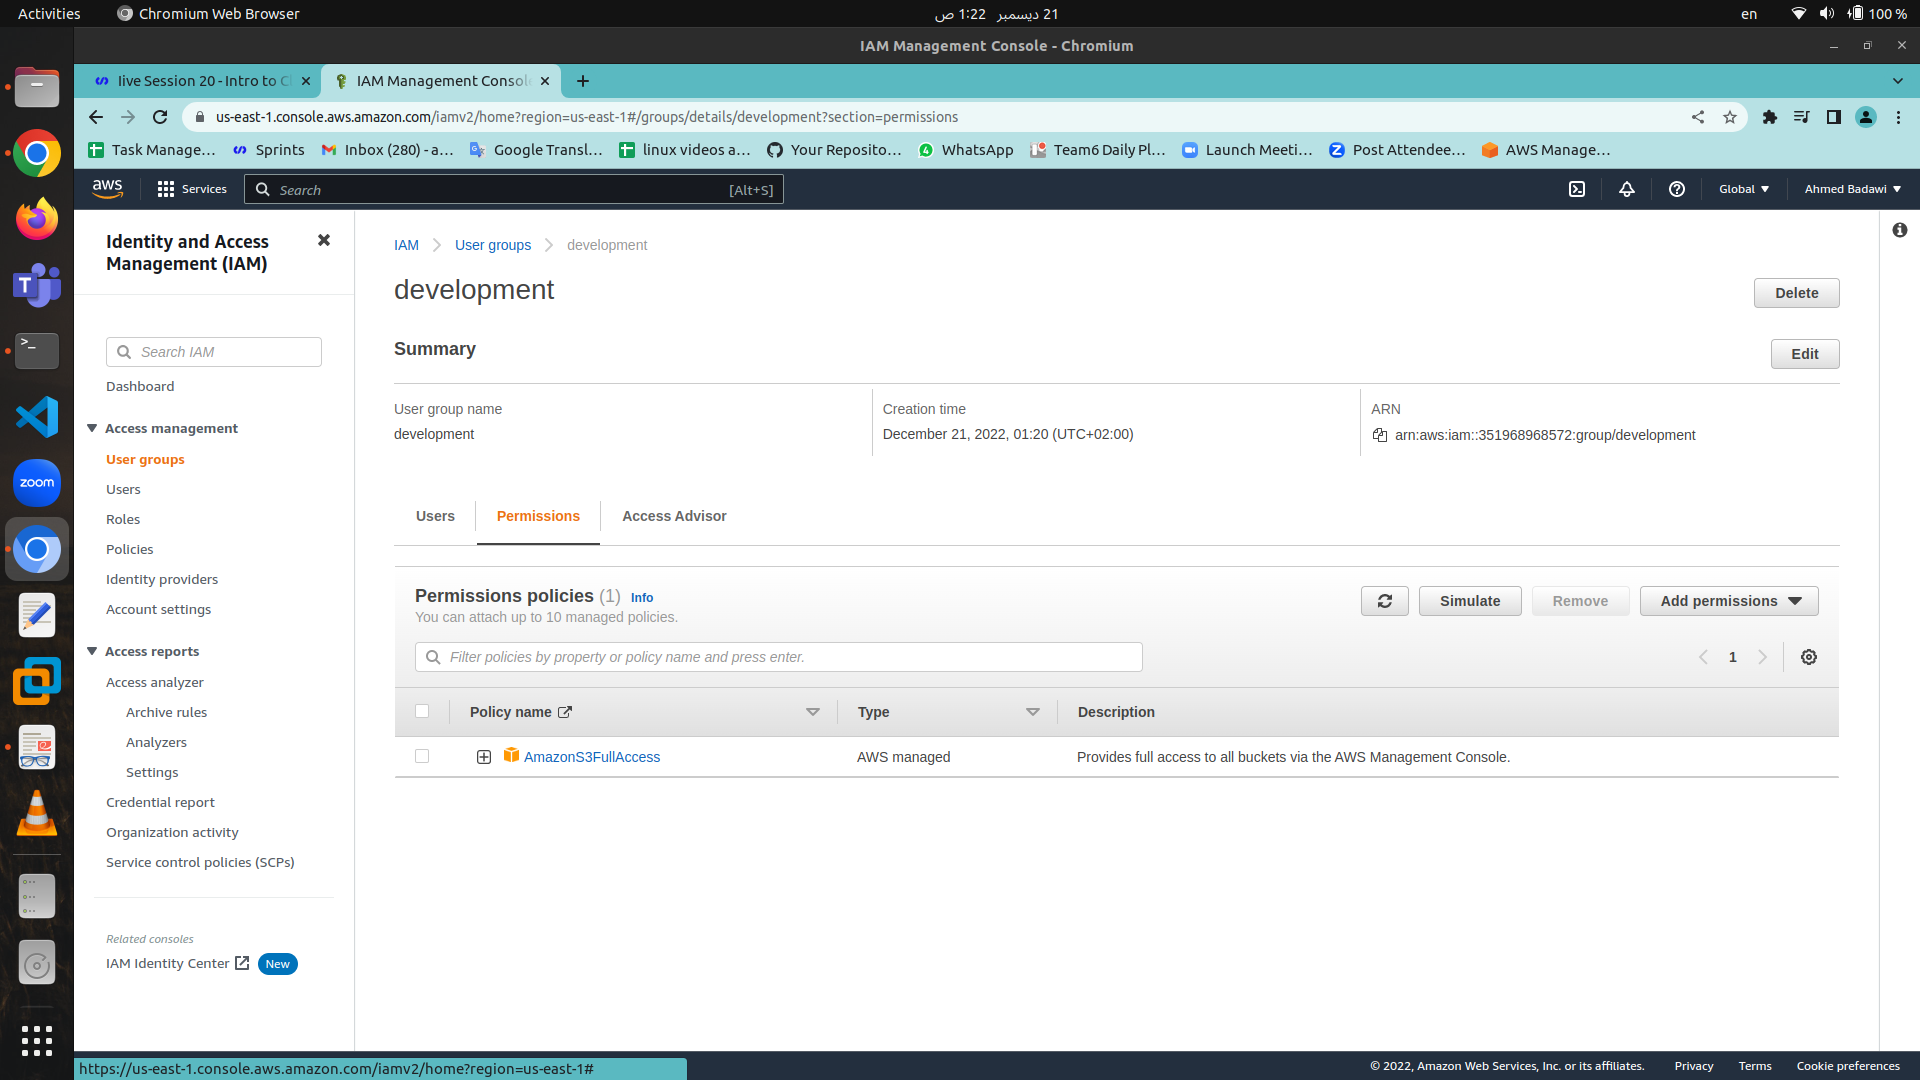 Activities
Chromium Web Browser
21 ديسمبر 1:22 ص
en
100 %
IAM Management Console - Chromium
live Session 20 - Intro to Cl
IAM Management Consol
us-east-1.console.aws.amazon.com/iamv2/home?region=us-east-1#/groups/details/development?section=permissions
Task Manage...
Sprints
Inbox (280) - a...
Google Transl...
linux videos a...
Your Reposito...
WhatsApp
Team6 Daily Pl...
Launch Meeti...
Post Attendee...
AWS Manage...
aws
Services
Search
[Alt+S]
Global
Ahmed Badawi
Identity and Access
Management (IAM)
Search IAM
Dashboard
Access management
User groups
Users
Roles
Policies
Identity providers
Account settings
Access reports
Access analyzer
Archive rules
Analyzers
Settings
Credential report
Organization activity
Service control policies (SCPs)
Related consoles
IAM Identity Center
New
IAM
User groups
development
development
Delete
Summary
Edit
User group name
development
Creation time
December 21, 2022, 01:20 (UTC+02:00)
ARN
arn:aws:iam::351968968572:group/development
Users
Permissions
Access Advisor
Permissions policies (1) Info
You can attach up to 10 managed policies.
Simulate
Remove
Add permissions
Filter policies by property or policy name and press enter.
1
Policy name
Type
Description
AmazonS3FullAccess
AWS managed
Provides full access to all buckets via the AWS Management Console.
zoom
https://us-east-1.console.aws.amazon.com/iamv2/home?region=us-east-1#
© 2022, Amazon Web Services, Inc. or its affiliates.
Privacy
Terms
Cookie preferences